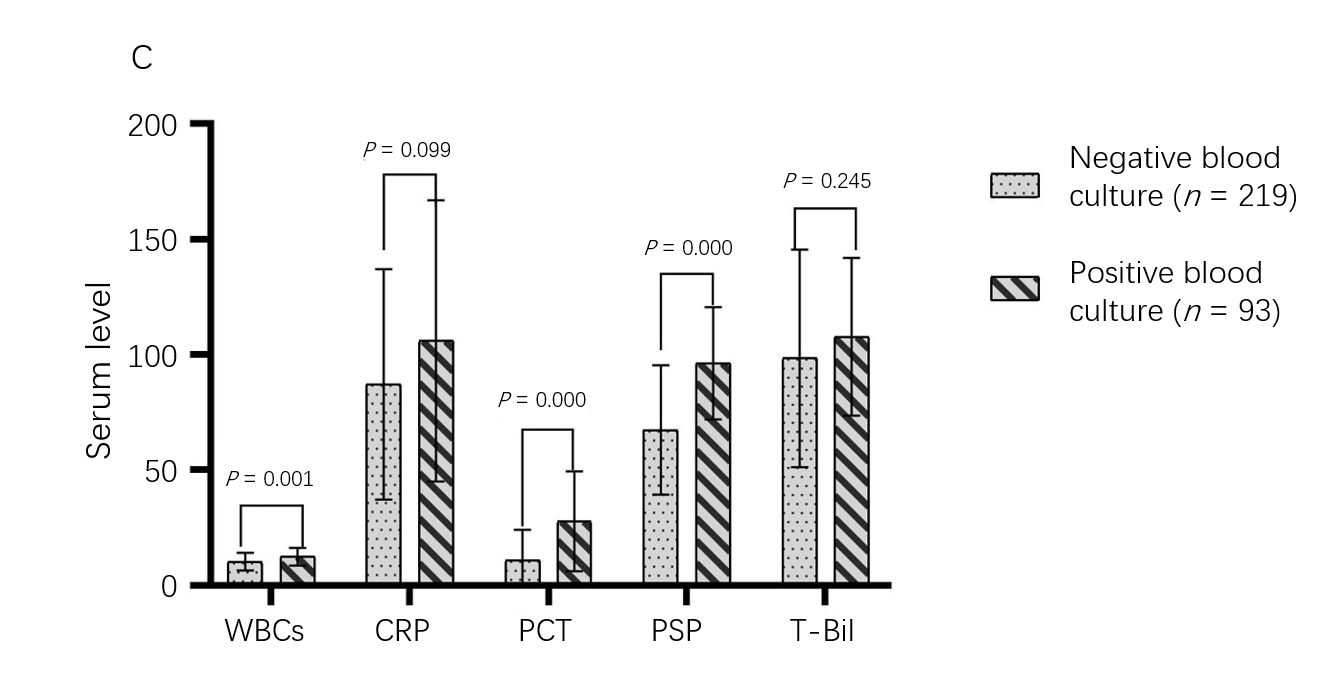 C
200
150
100
50
0
Serum level
P = 0.001
P = 0.099
P = 0.000
P = 0.000
P = 0.245
WBCs
CRP
PCT
PSP
T-Bil
Negative blood
culture (n = 219)
Positive blood
culture (n = 93)